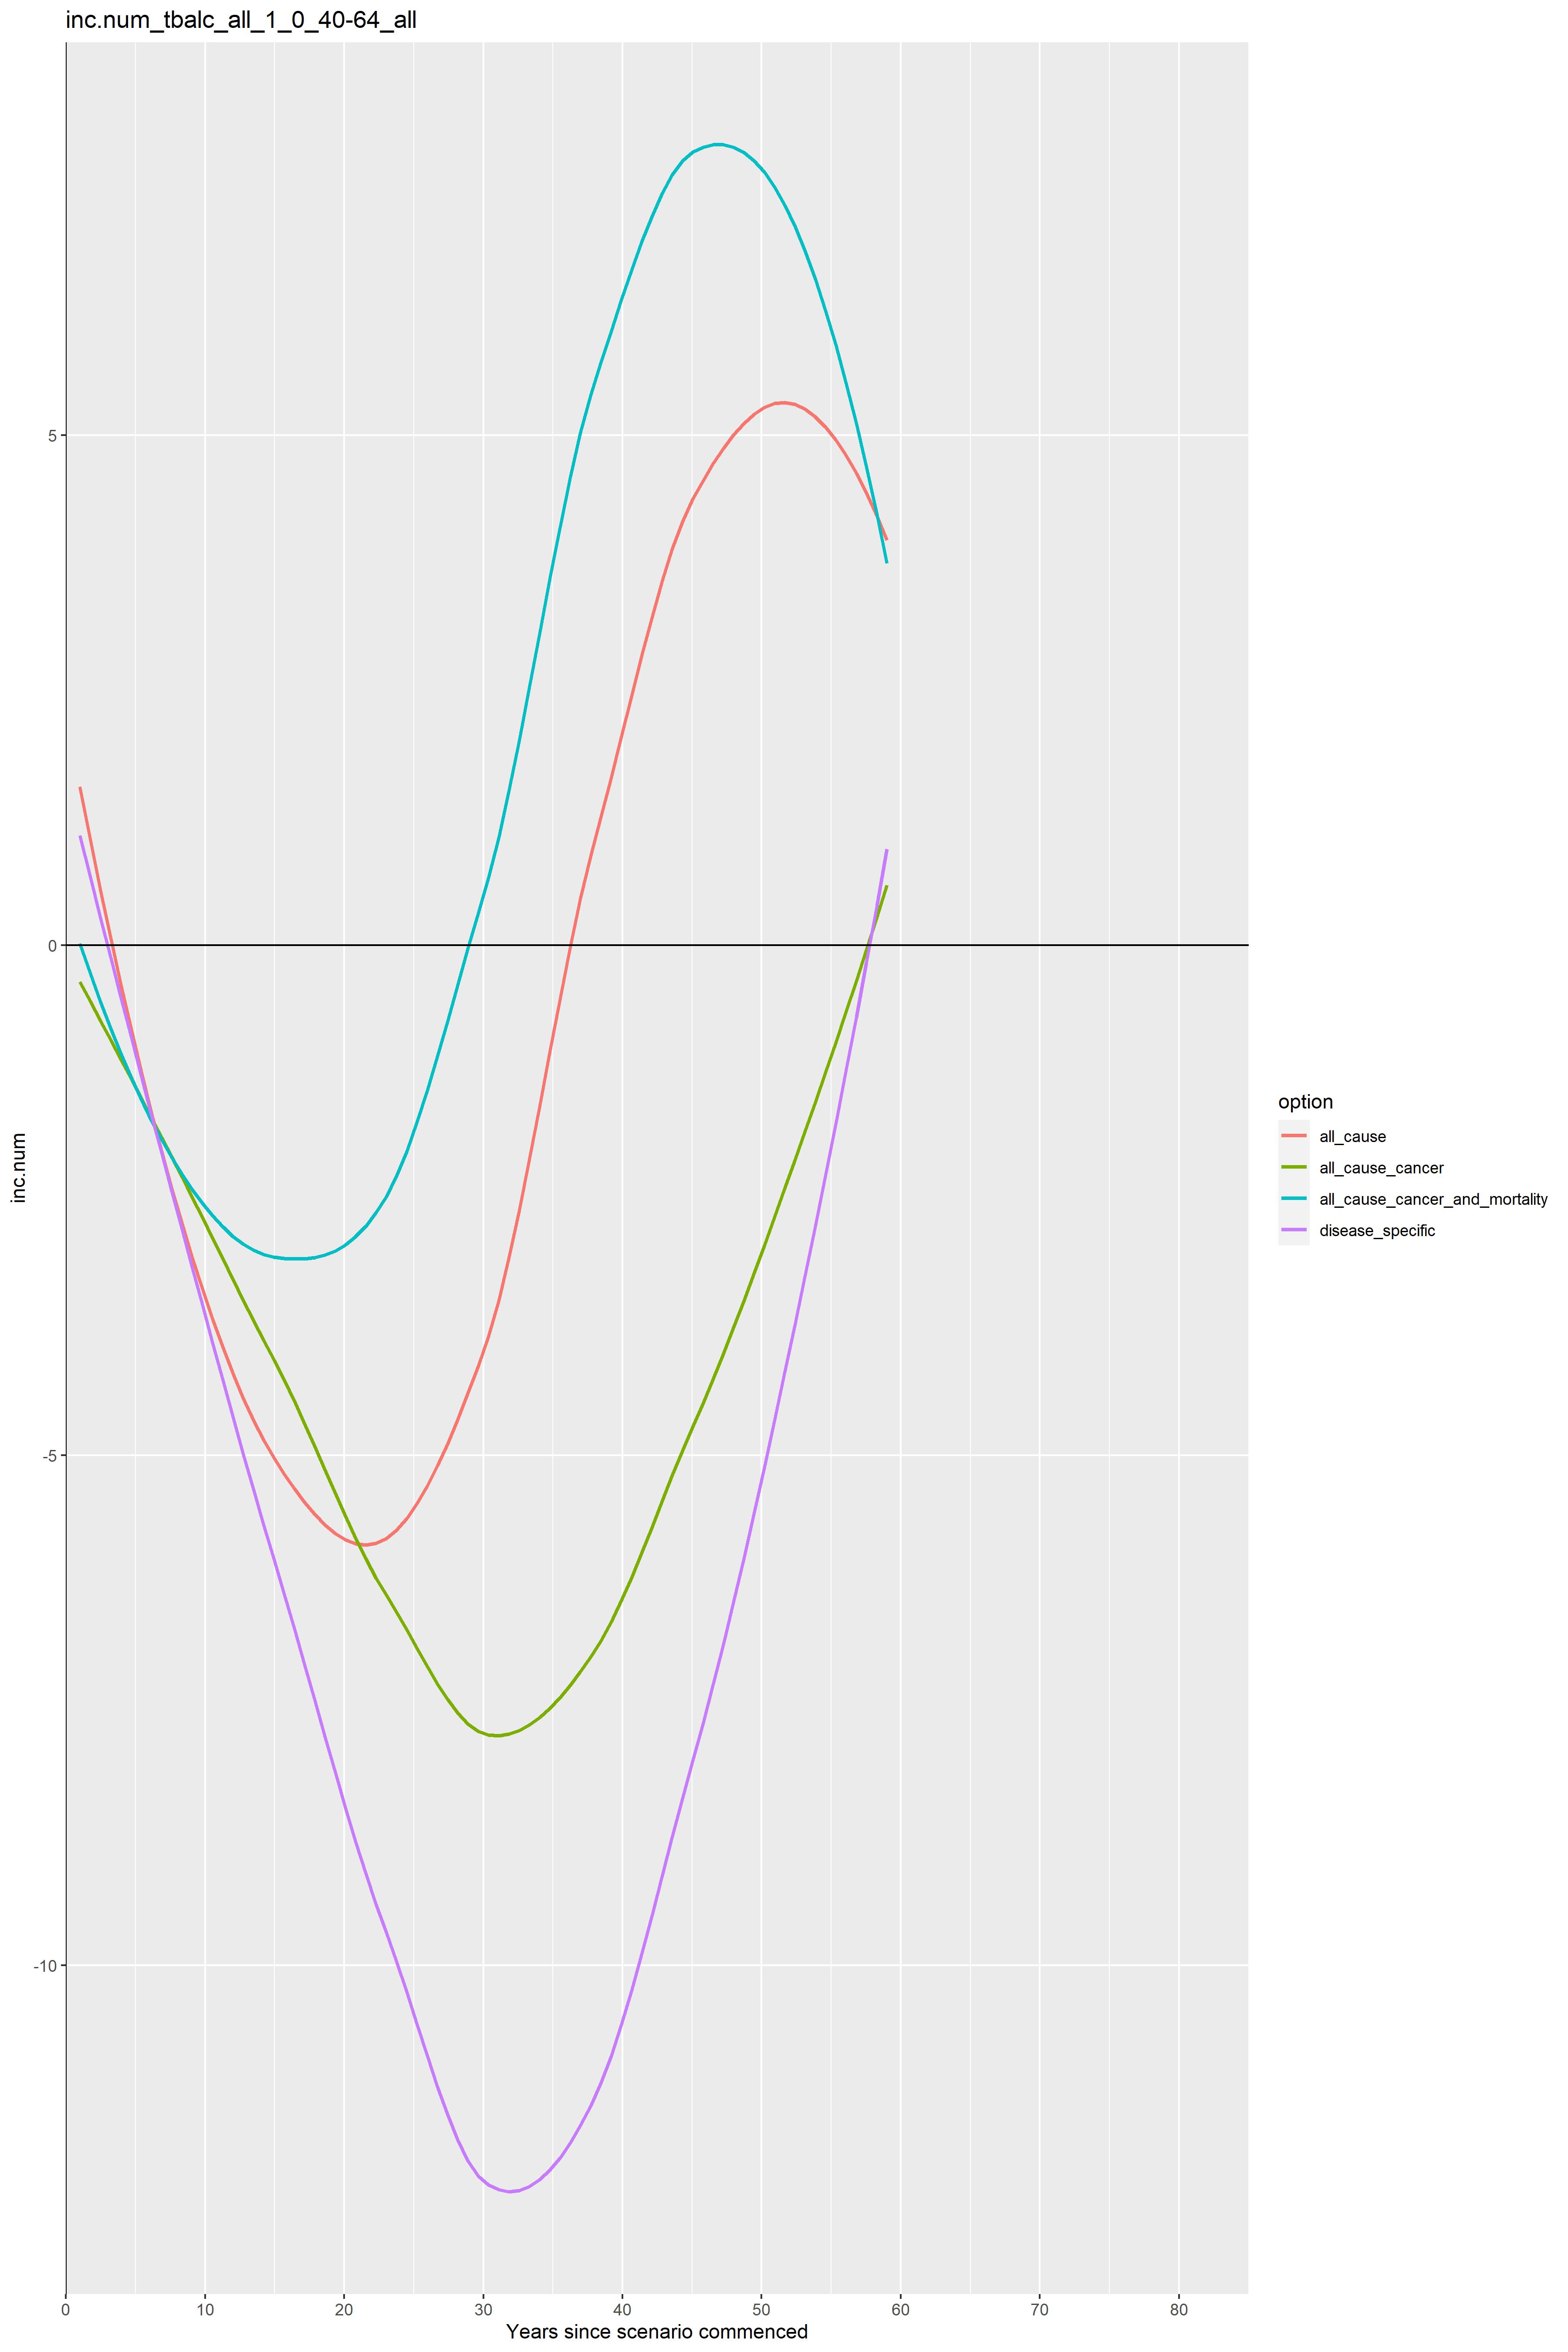 inc.num_tbalc_all_1_0_40-64_all
5
0
-5
-10
inc.num
0 10 20 30 40 50 60 70 80
Years since scenario commenced
option
all_cause
all_cause_cancer
all_cause_cancer_and_mortality
disease_specific